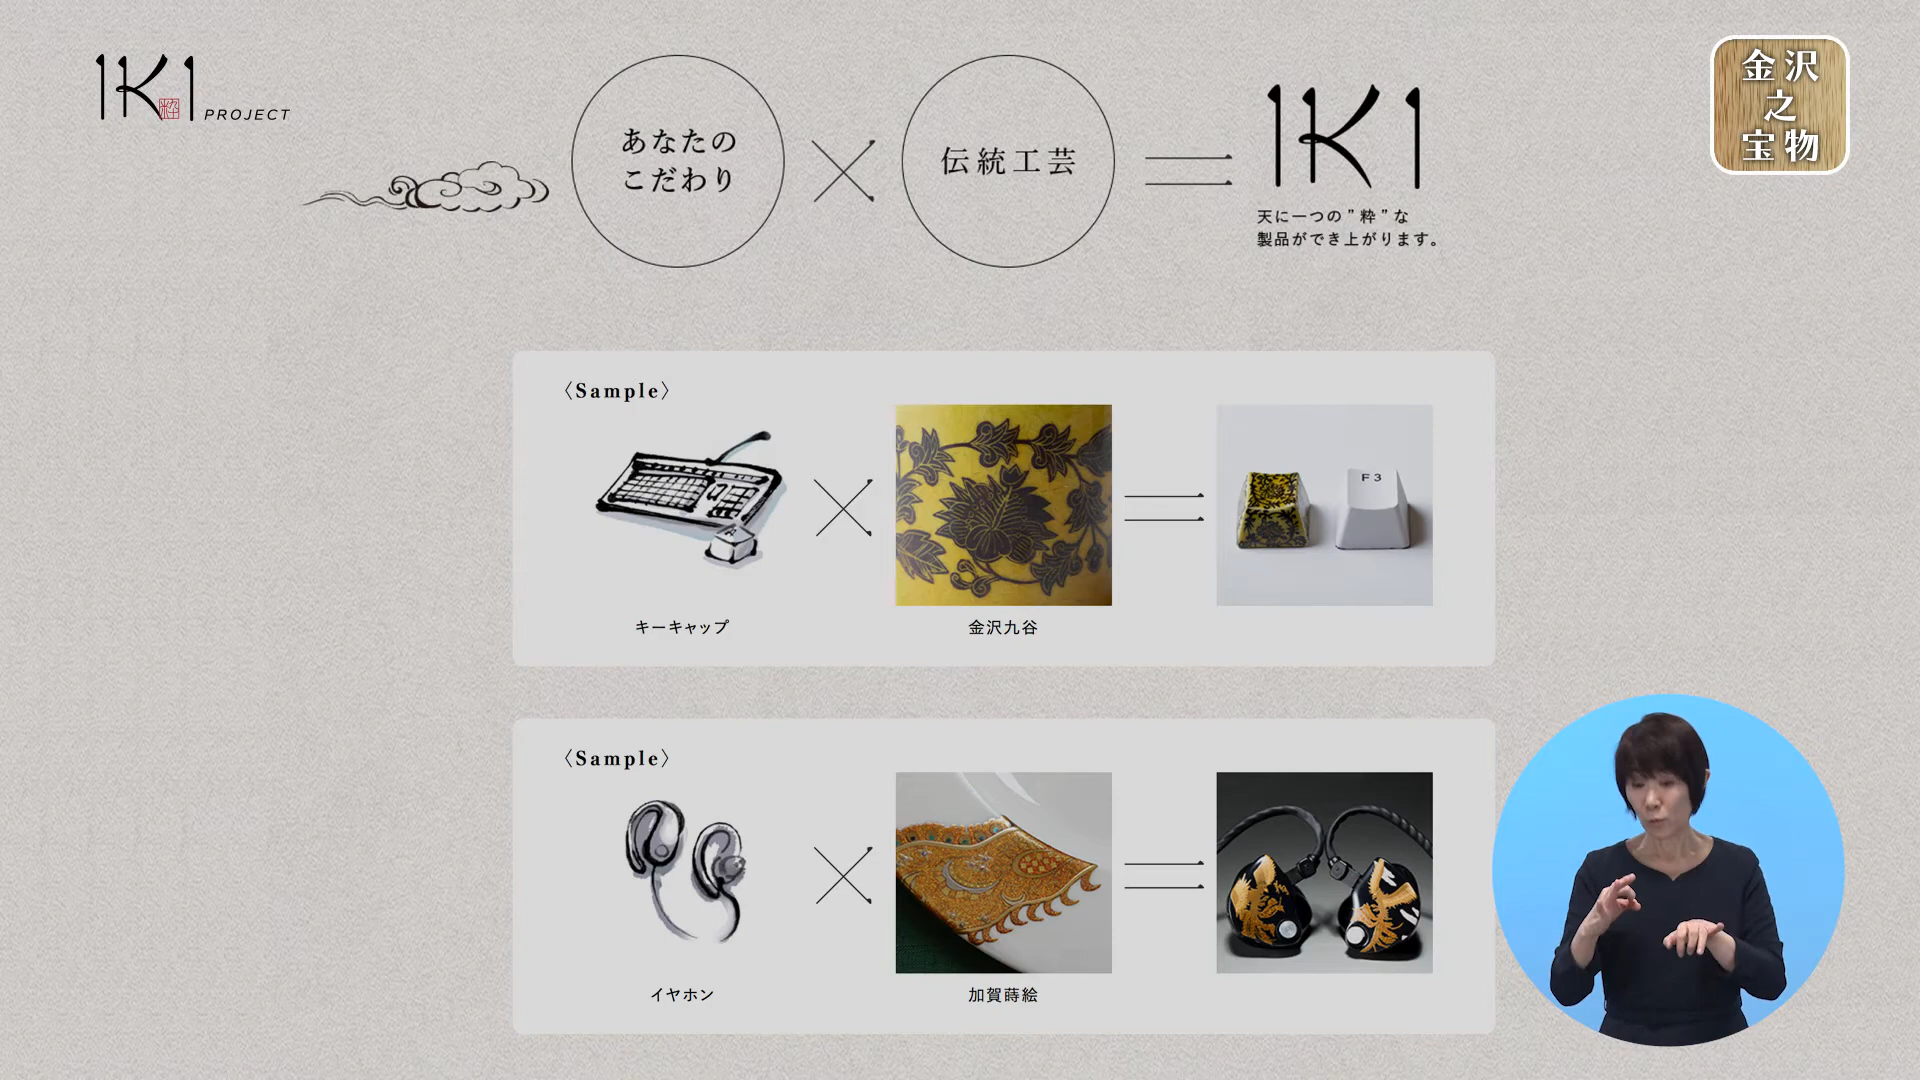 IKI 粋 PROJECT
あなたの
こだわり
伝統工芸
IKI
天に一つの”粋”な
製品ができ上がります。
金沢
之
宝物
〈Sample〉
F3
キーキャップ
金沢九谷
〈Sample〉
イヤホン
加賀蒔絵